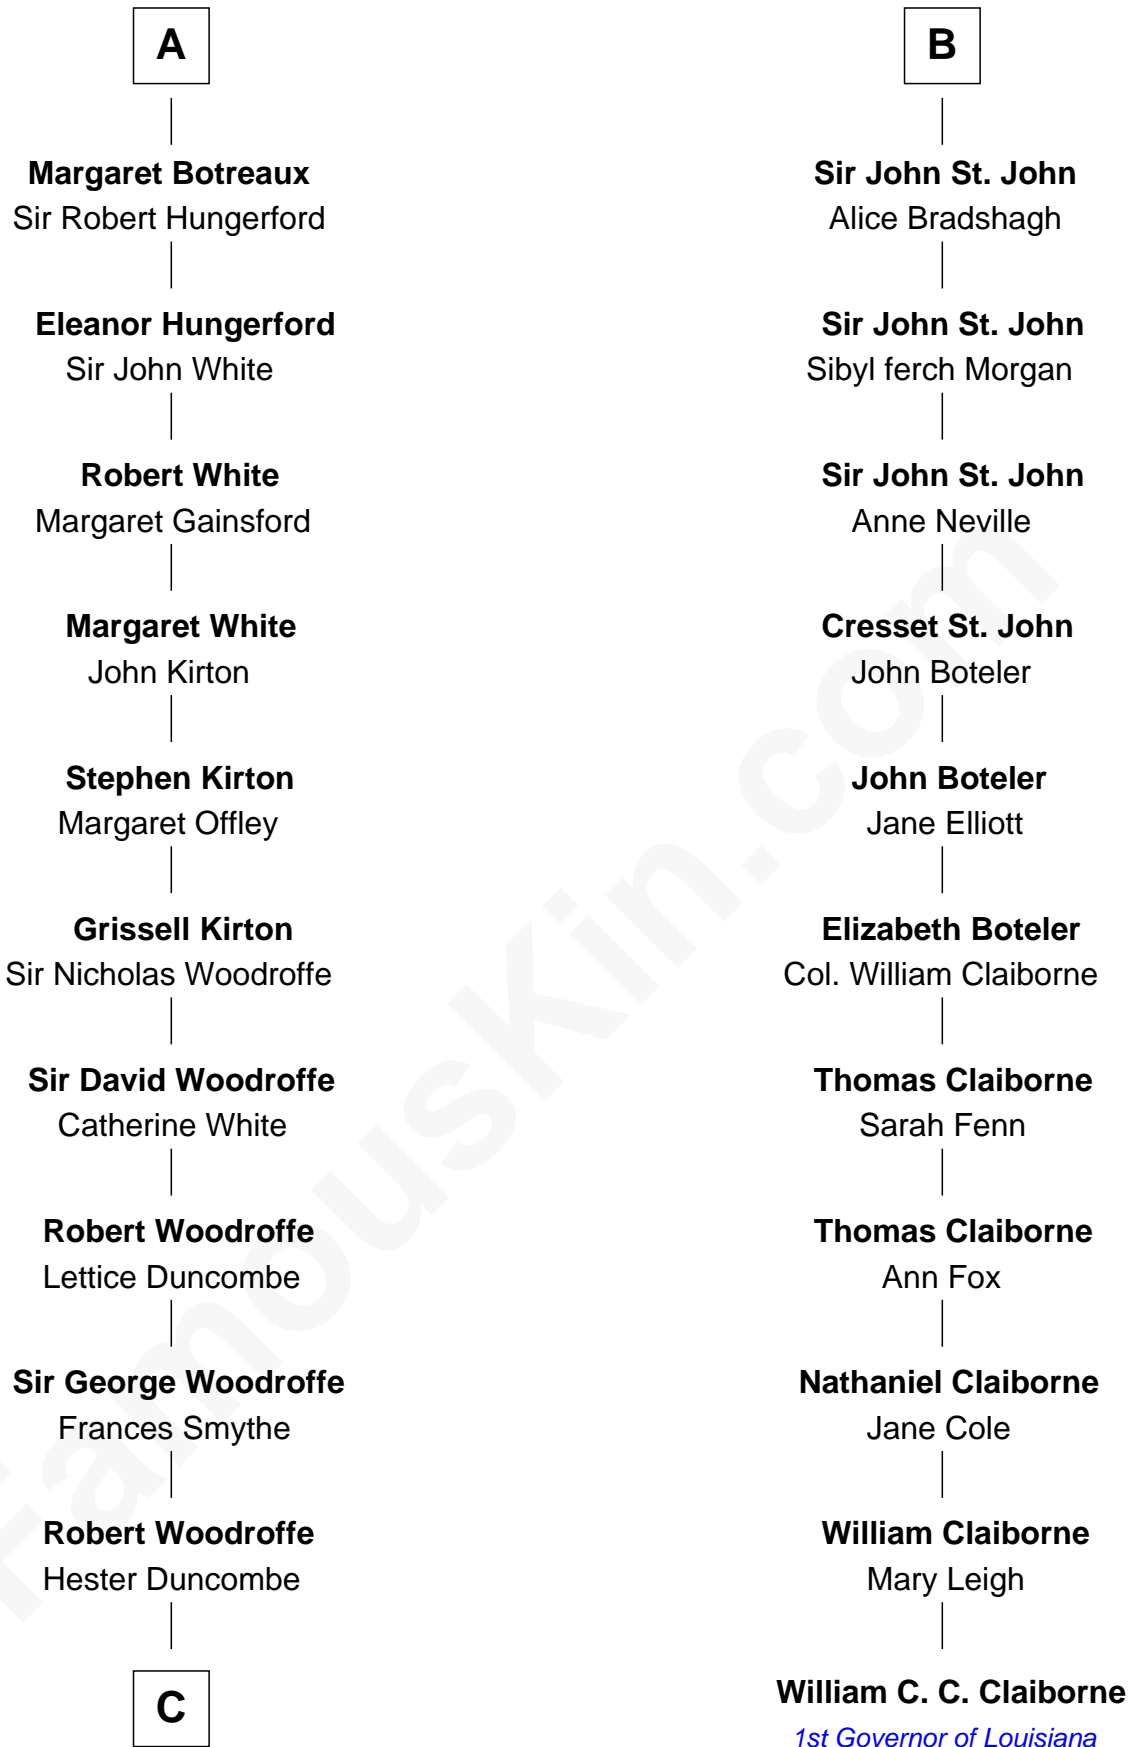 A
Margaret Botreaux
Sir Robert Hungerford
Eleanor Hungerford
Sir John White
Robert White
Margaret Gainsford
Margaret White
John Kirton
Stephen Kirton
Margaret Offley
Grissell Kirton
Sir Nicholas Woodroffe
Sir David Woodroffe
Catherine White
Robert Woodroffe
Lettice Duncombe
Sir George Woodroffe
Frances Smythe
Robert Woodroffe
Hester Duncombe
C
B
Sir John St. John
Alice Bradshagh
Sir John St. John
Sibyl ferch Morgan
Sir John St. John
Anne Neville
Cresset St. John
John Boteler
John Boteler
Jane Elliott
Elizabeth Boteler
Col. William Claiborne
Thomas Claiborne
Sarah Fenn
Thomas Claiborne
Ann Fox
Nathaniel Claiborne
Jane Cole
William Claiborne
Mary Leigh
William C. C. Claiborne
1st Governor of Louisiana
FamousKin.com